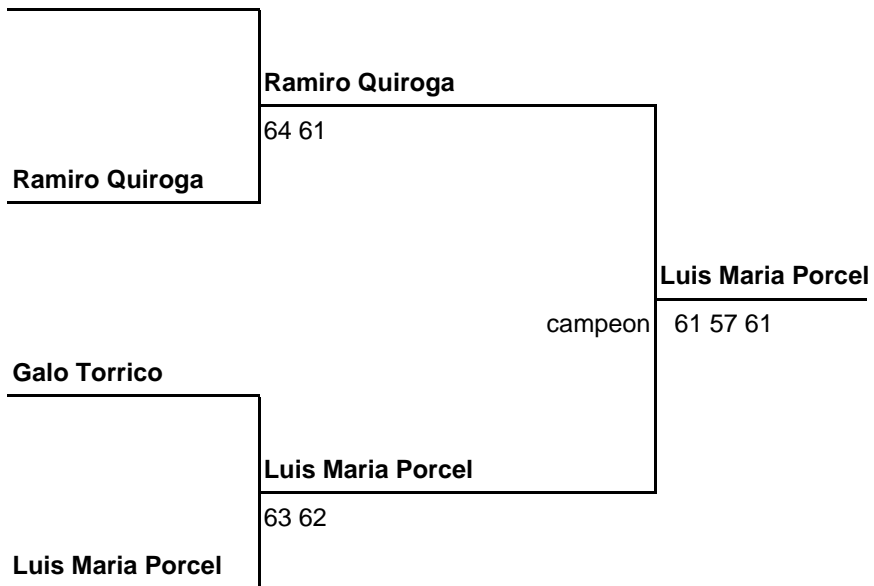 Ramiro Quiroga
64 61
Ramiro Quiroga
Luis Maria Porcel
campeon 61 57 61
Galo Torrico
Luis Maria Porcel
63 62
Luis Maria Porcel